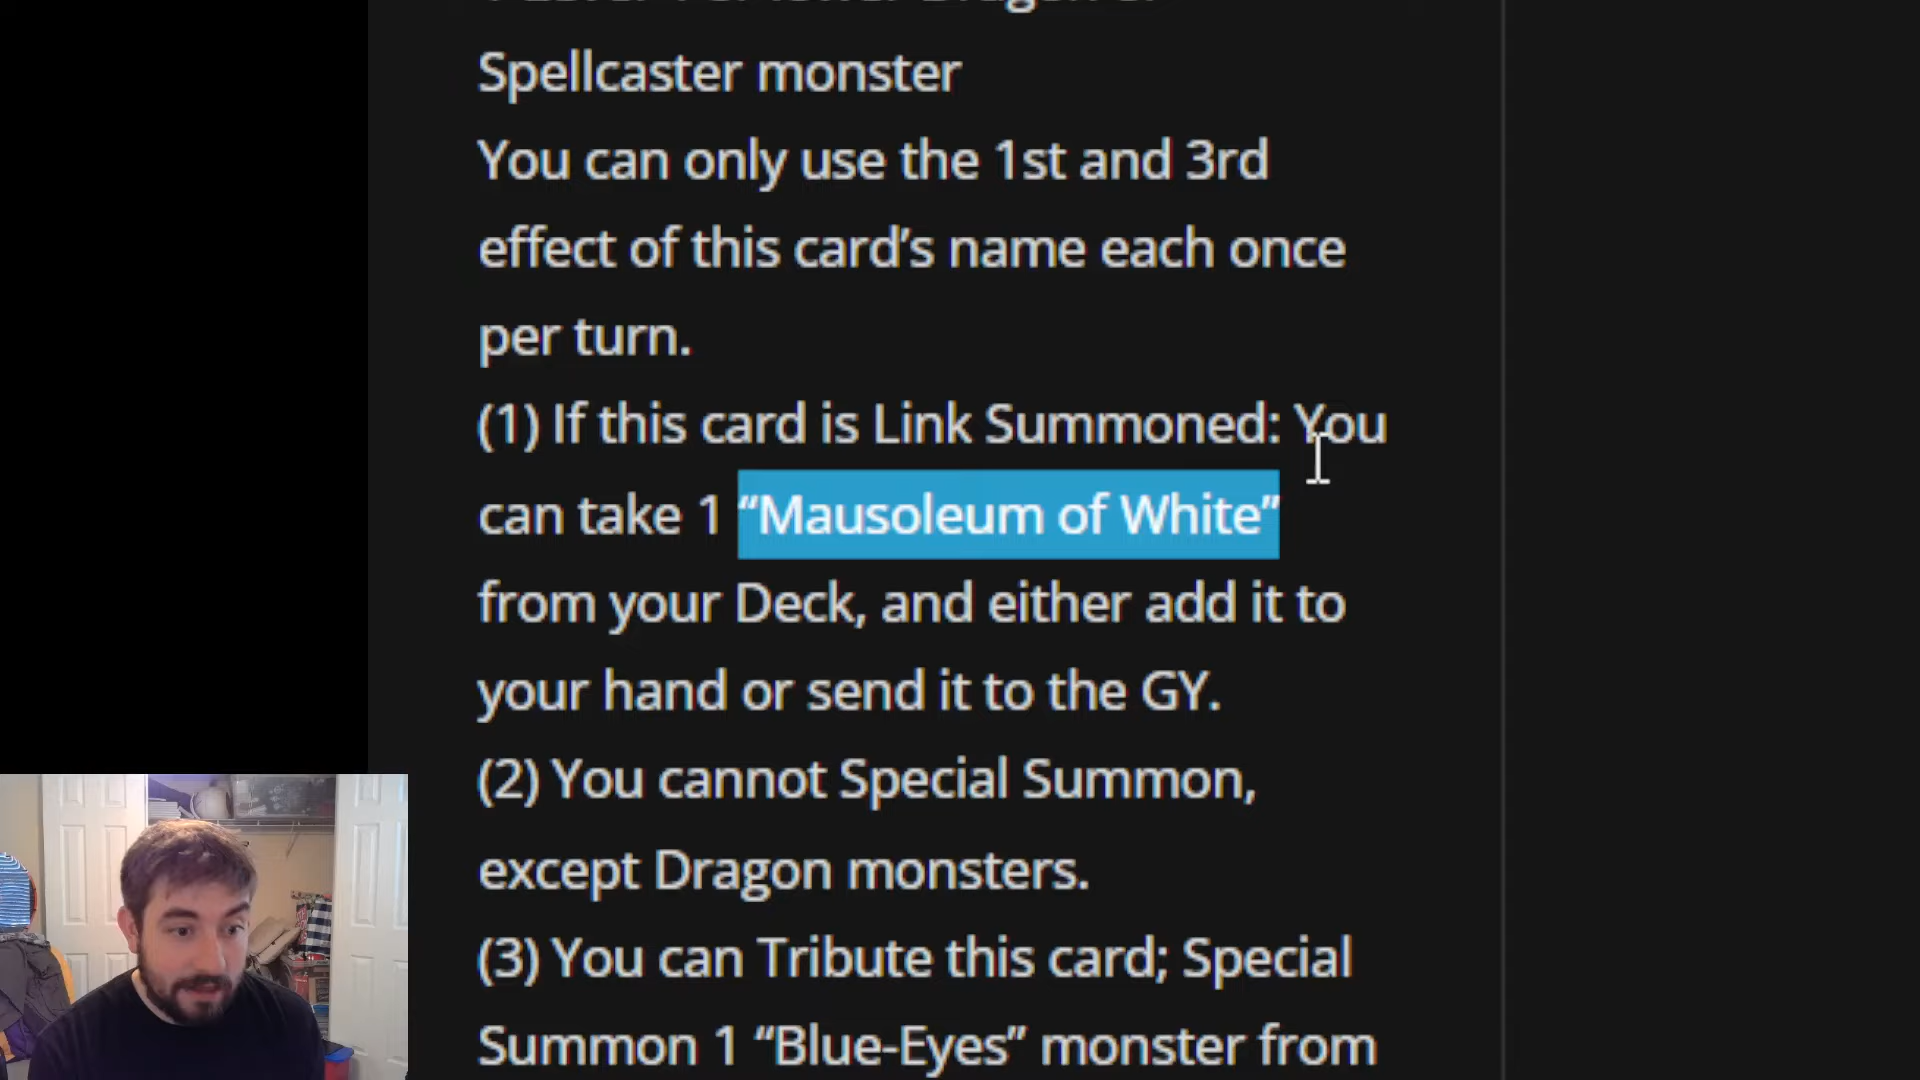 Spellcaster monster
You can only use the 1st and 3rd
effect of this card’s name each once
per turn.
(1) If this card is Link Summoned: You
can take 1 “Mausoleum of White”
from your Deck, and either add it to
your hand or send it to the GY.
(2) You cannot Special Summon,
except Dragon monsters.
(3) You can Tribute this card; Special
Summon 1 “Blue-Eyes” monster from